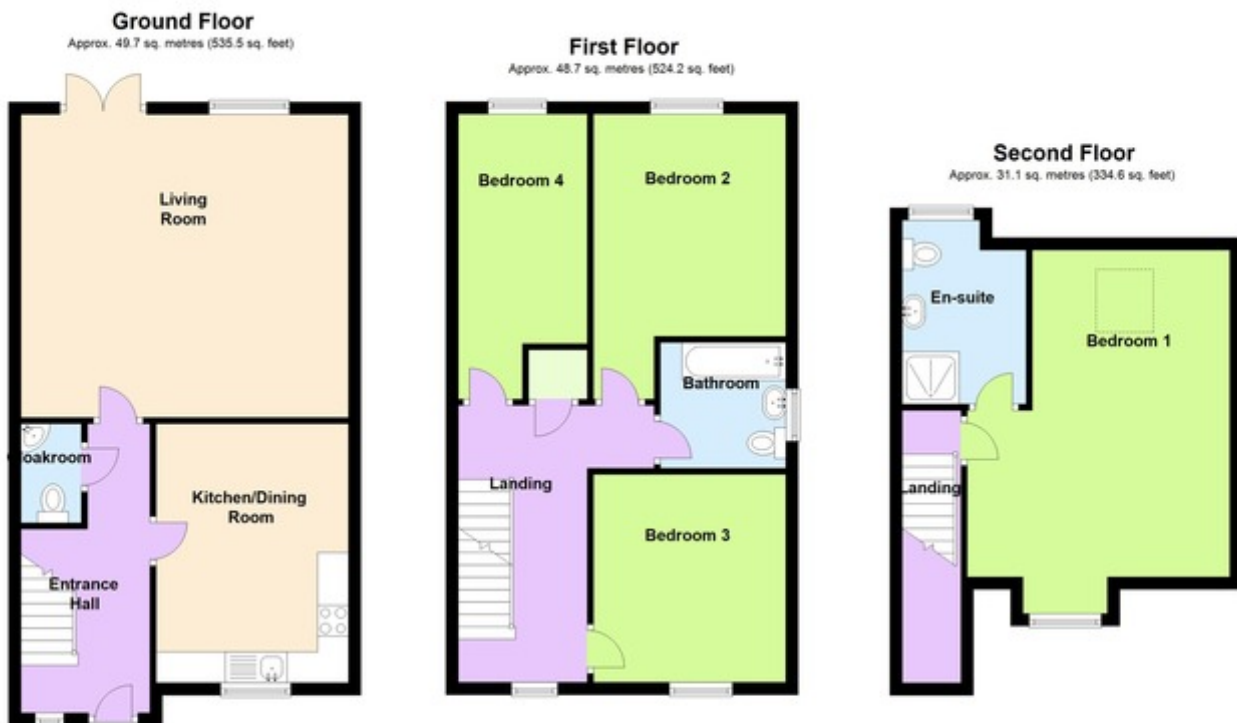 Ground Floor
Approx. 49.7 sq. metres (535.5 sq. feet)
Living
Room
oakroom
Kitchen/Dining
Room
Entrance
Hall
First Floor
Approx. 48.7 sq. metres (524.2 sq. feet)
Bedroom 4
Bedroom 2
Bathroom
Landing
Bedroom 3
Second Floor
Approx. 31.1 sq. metres (334.6 sq. feet)
En-suite
Bedroom 1
Landing